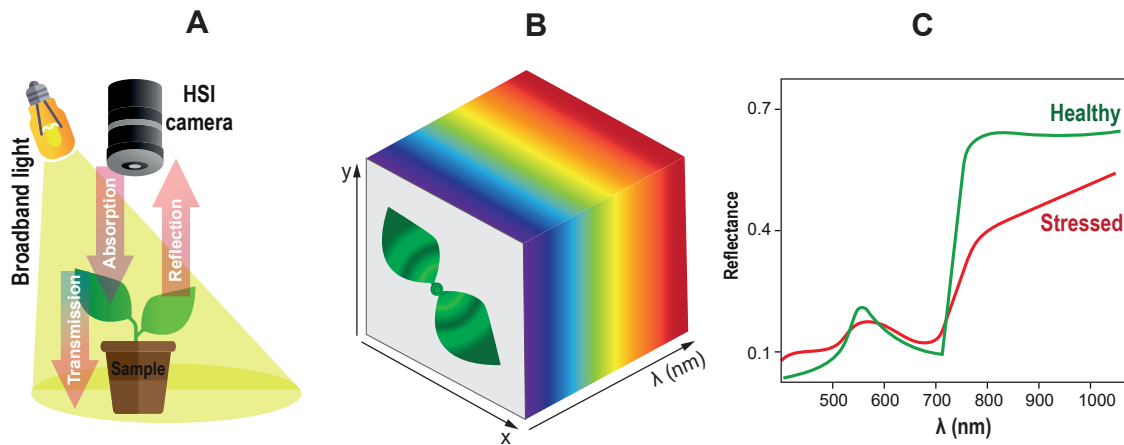 A
Broadband light
HSI
camera
Absorption
Reflection
Transmission
Sample
B
y
x
λ (nm)
C
Reflectance
0.7
0.4
0.1
Healthy
Stressed
500 600 700 800 900 1000
λ (nm)